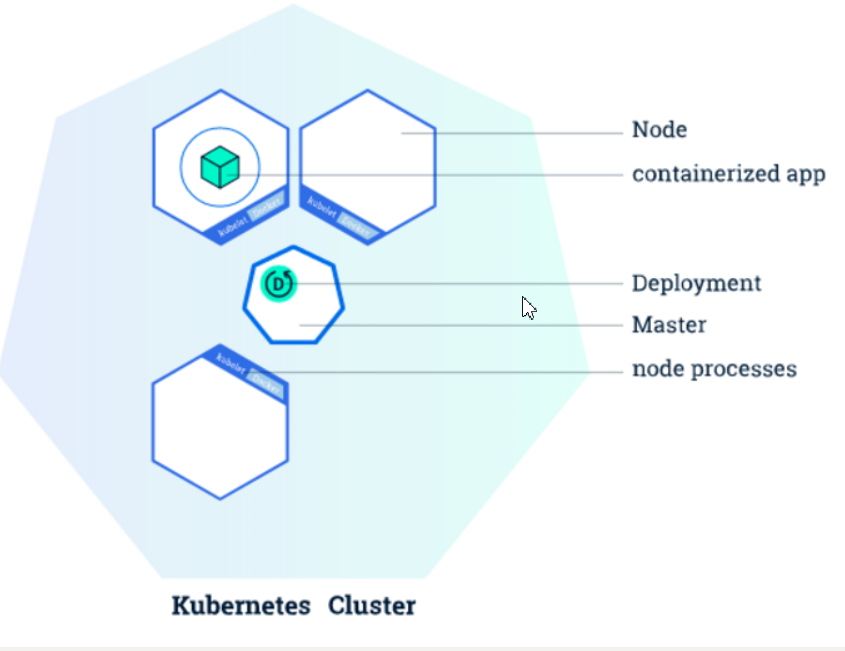 Node
containerized app
kubelet Docker
kubelet Docker
D
Deployment
Master
kubelet Docker
node processes
Kubernetes Cluster